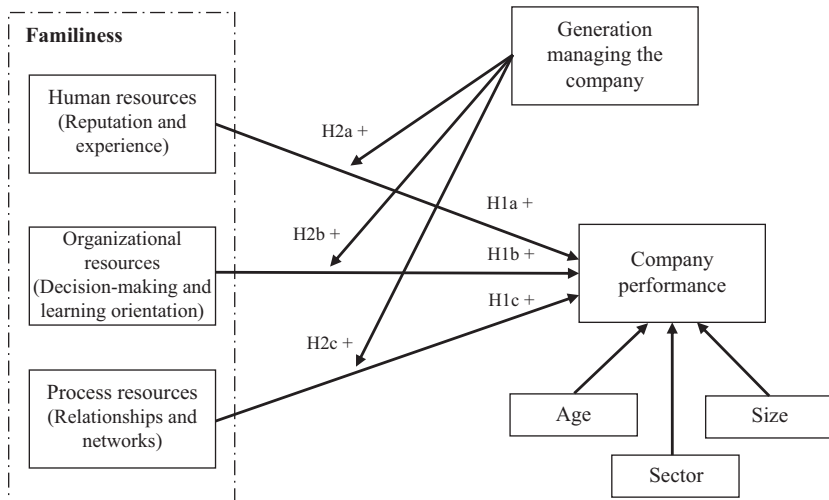 Familiness
Human resources
(Reputation and
experience)
Organizational
resources
(Decision-making and
learning orientation)
Process resources
(Relationships and
networks)
Generation
managing the
company
H2a +
H2b +
H2c +
H1a +
H1b +
H1c +
Company
performance
Age
Sector
Size